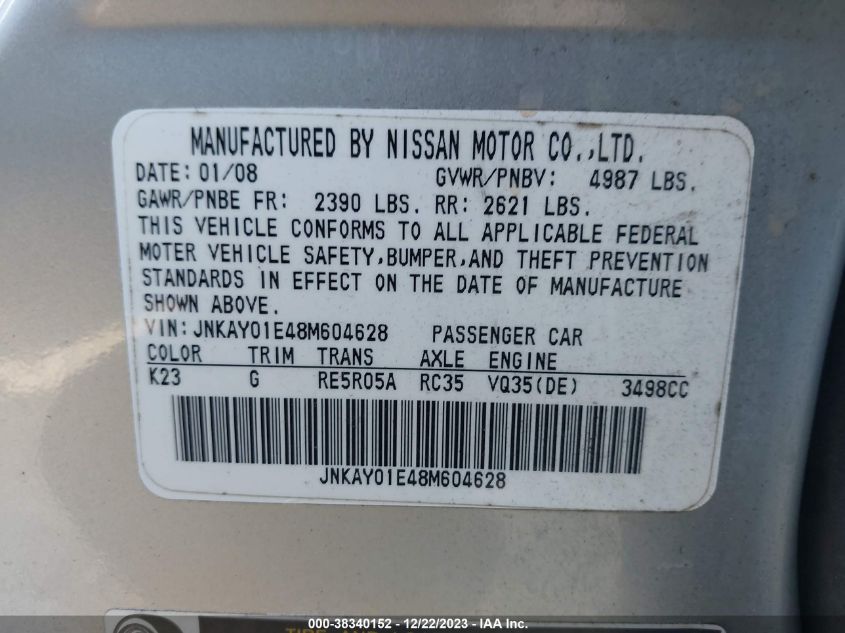 MANUFACTURED BY NISSAN MOTOR CO.,LTD.
DATE: 01/08 GVWR/PNBV: 4987 LBS.
GAWR/PNBE FR: 2390 LBS. RR: 2621 LBS.
THIS VEHICLE CONFORMS TO ALL APPLICABLE FEDERAL
MOTER VEHICLE SAFETY,BUMPER,AND THEFT PREVENTION
STANDARDS IN EFFECT ON THE DATE OF MANUFACTURE
SHOWN ABOVE.
VIN: JNKAY01E48M604628 PASSENGER CAR
COLOR TRIM TRANS AXLE ENGINE
K23 G RE5R05A RC35 VQ35(DE) 3498CC
JNKAY01E48M604628
000-38340152 - 12/22/2023 - © IAA, Inc.